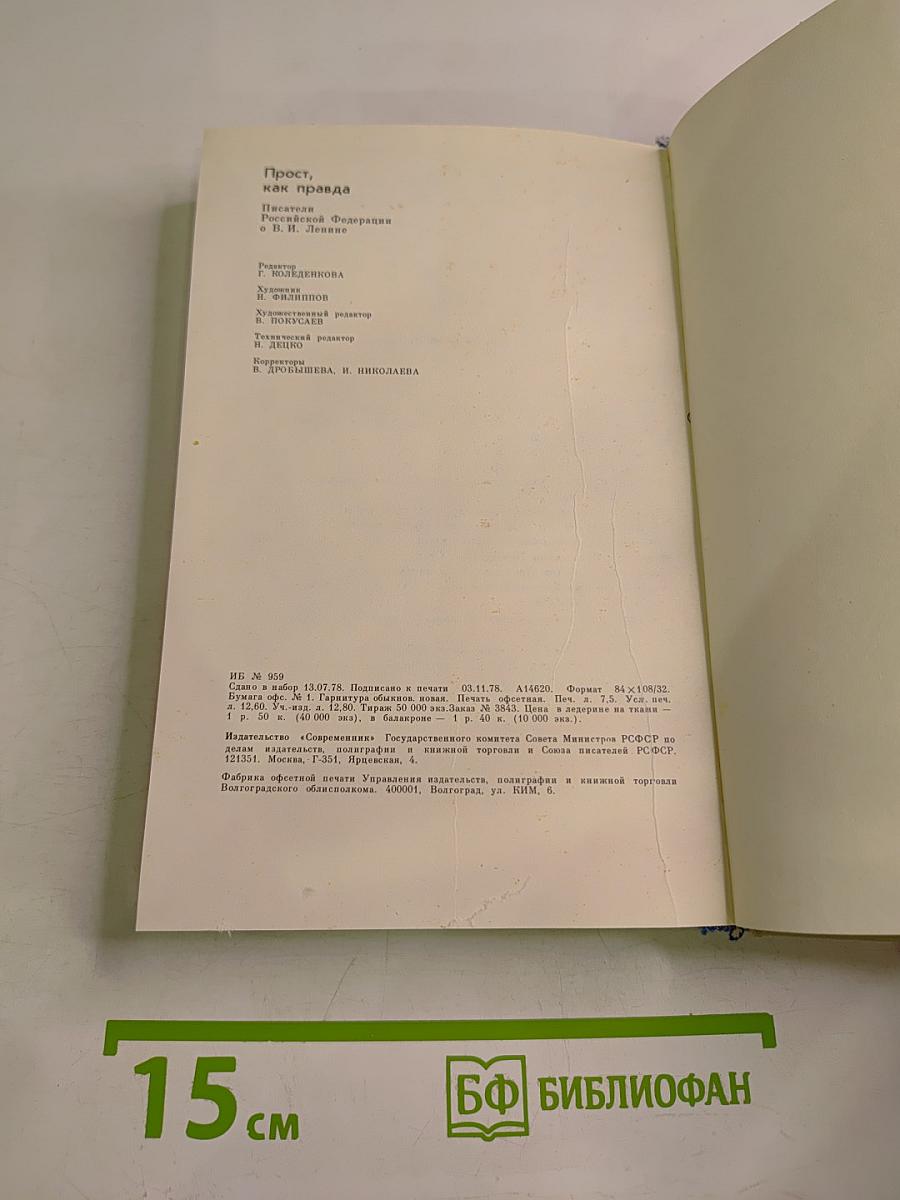 Прост,
как правда
Писатели
Российской Федерации
о В. И. Ленине
Редактор
Г. КОЛЕДЕНКОВА
Художник
Н. ФИЛИППОВ
Художественный редактор
В. ПОКУСАЕВ
Технический редактор
Н. ДЕЦКО
Корректоры
В. ДРОБЫШЕВА, И. НИКОЛАЕВА
ИБ № 959
Сдано в набор 13.07.78. Подписано к печати 03.11.78. А14620. Формат 84×108/32.
Бумага офс. № 1. Гарнитура обыкнов. новая. Печать офсетная. Печ. л. 7,5. Усл. печ.
л. 12,60. Уч.-изд. л. 12,80. Тираж 50 000 экз.Заказ № 3843. Цена в ледерине на ткани —
1 р. 50 к. (40 000 экз), в балакроне — 1 р. 40 к. (10 000 экз.).
Издательство «Современник» Государственного комитета Совета Министров РСФСР по
делам издательств, полиграфии и книжной торговли и Союза писателей РСФСР.
121351. Москва, Г-351, Ярцевская, 4.
Фабрика офсетной печати Управления издательств, полиграфии и книжной торговли
Волгоградского облисполкома. 400001, Волгоград, ул. КИМ, 6.
15 см
БФ БИБЛИОФАН